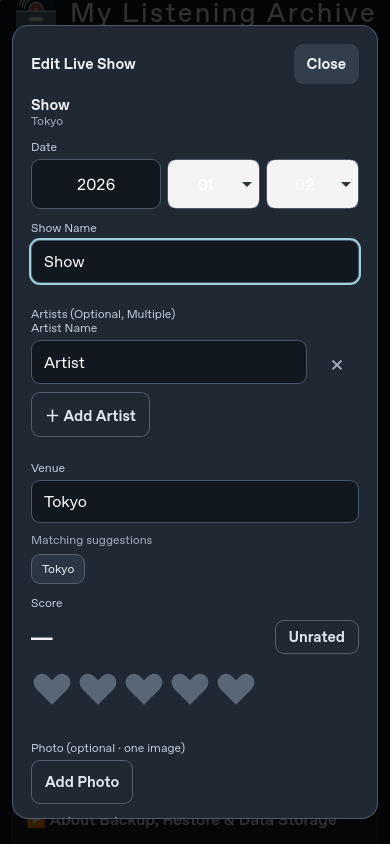 My Listening Archive
Edit Live Show
Close
Show
Tokyo
Date
2026
01
02
Show Name
Show
Artists (Optional, Multiple)
Artist Name
Artist
×
+ Add Artist
Venue
Tokyo
Matching suggestions
Tokyo
Score
—
Unrated
Photo (optional · one image)
Add Photo
About Backup, Restore & Data Storage